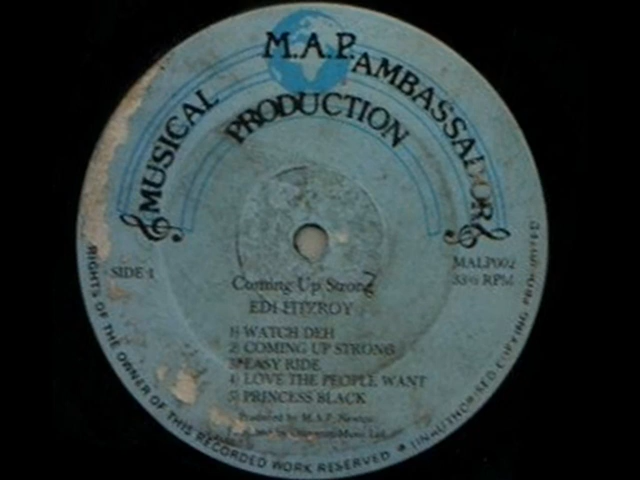 M.A.P.
MUSICAL AMBASSADOR
PRODUCTION
SIDE 1
MALP002
33⅓ RPM
Coming Up Strong
EDI FITZROY
1) WATCH DEH
2) COMING UP STRONG
3) EASY RIDE
4) LOVE THE PEOPLE WANT
5) PRINCESS BLACK
Produced by M.A.P.
RIGHTS OF THE OWNER OF THIS RECORDED WORK RESERVED * UNAUTHORISED COPYING